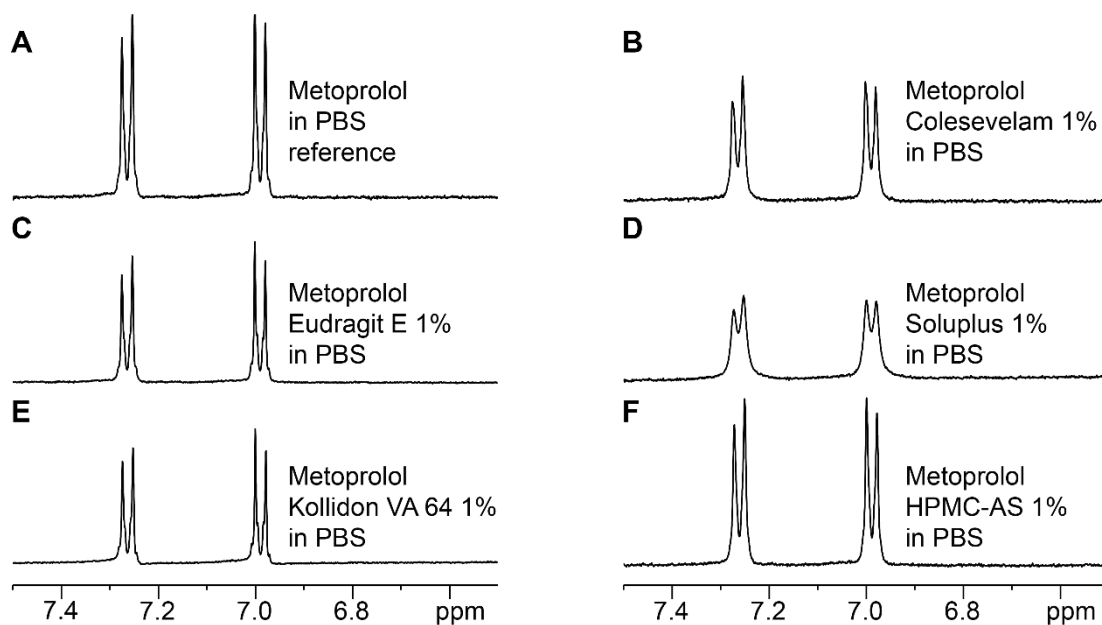 A
Metoprolol
in PBS
reference
B
Metoprolol
Colesevelam 1%
in PBS
C
Metoprolol
Eudragit E 1%
in PBS
D
Metoprolol
Soluplus 1%
in PBS
E
Metoprolol
Kollidon VA 64 1%
in PBS
F
Metoprolol
HPMC-AS 1%
in PBS
7.4 7.2 7.0 6.8 ppm
7.4 7.2 7.0 6.8 ppm